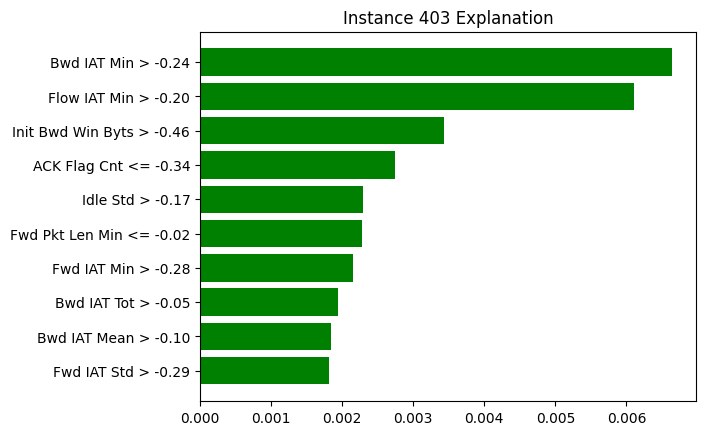 Instance 403 Explanation
Bwd IAT Min > -0.24
Flow IAT Min > -0.20
Init Bwd Win Byts > -0.46
ACK Flag Cnt <= -0.34
Idle Std > -0.17
Fwd Pkt Len Min <= -0.02
Fwd IAT Min > -0.28
Bwd IAT Tot > -0.05
Bwd IAT Mean > -0.10
Fwd IAT Std > -0.29
0.000 0.001 0.002 0.003 0.004 0.005 0.006